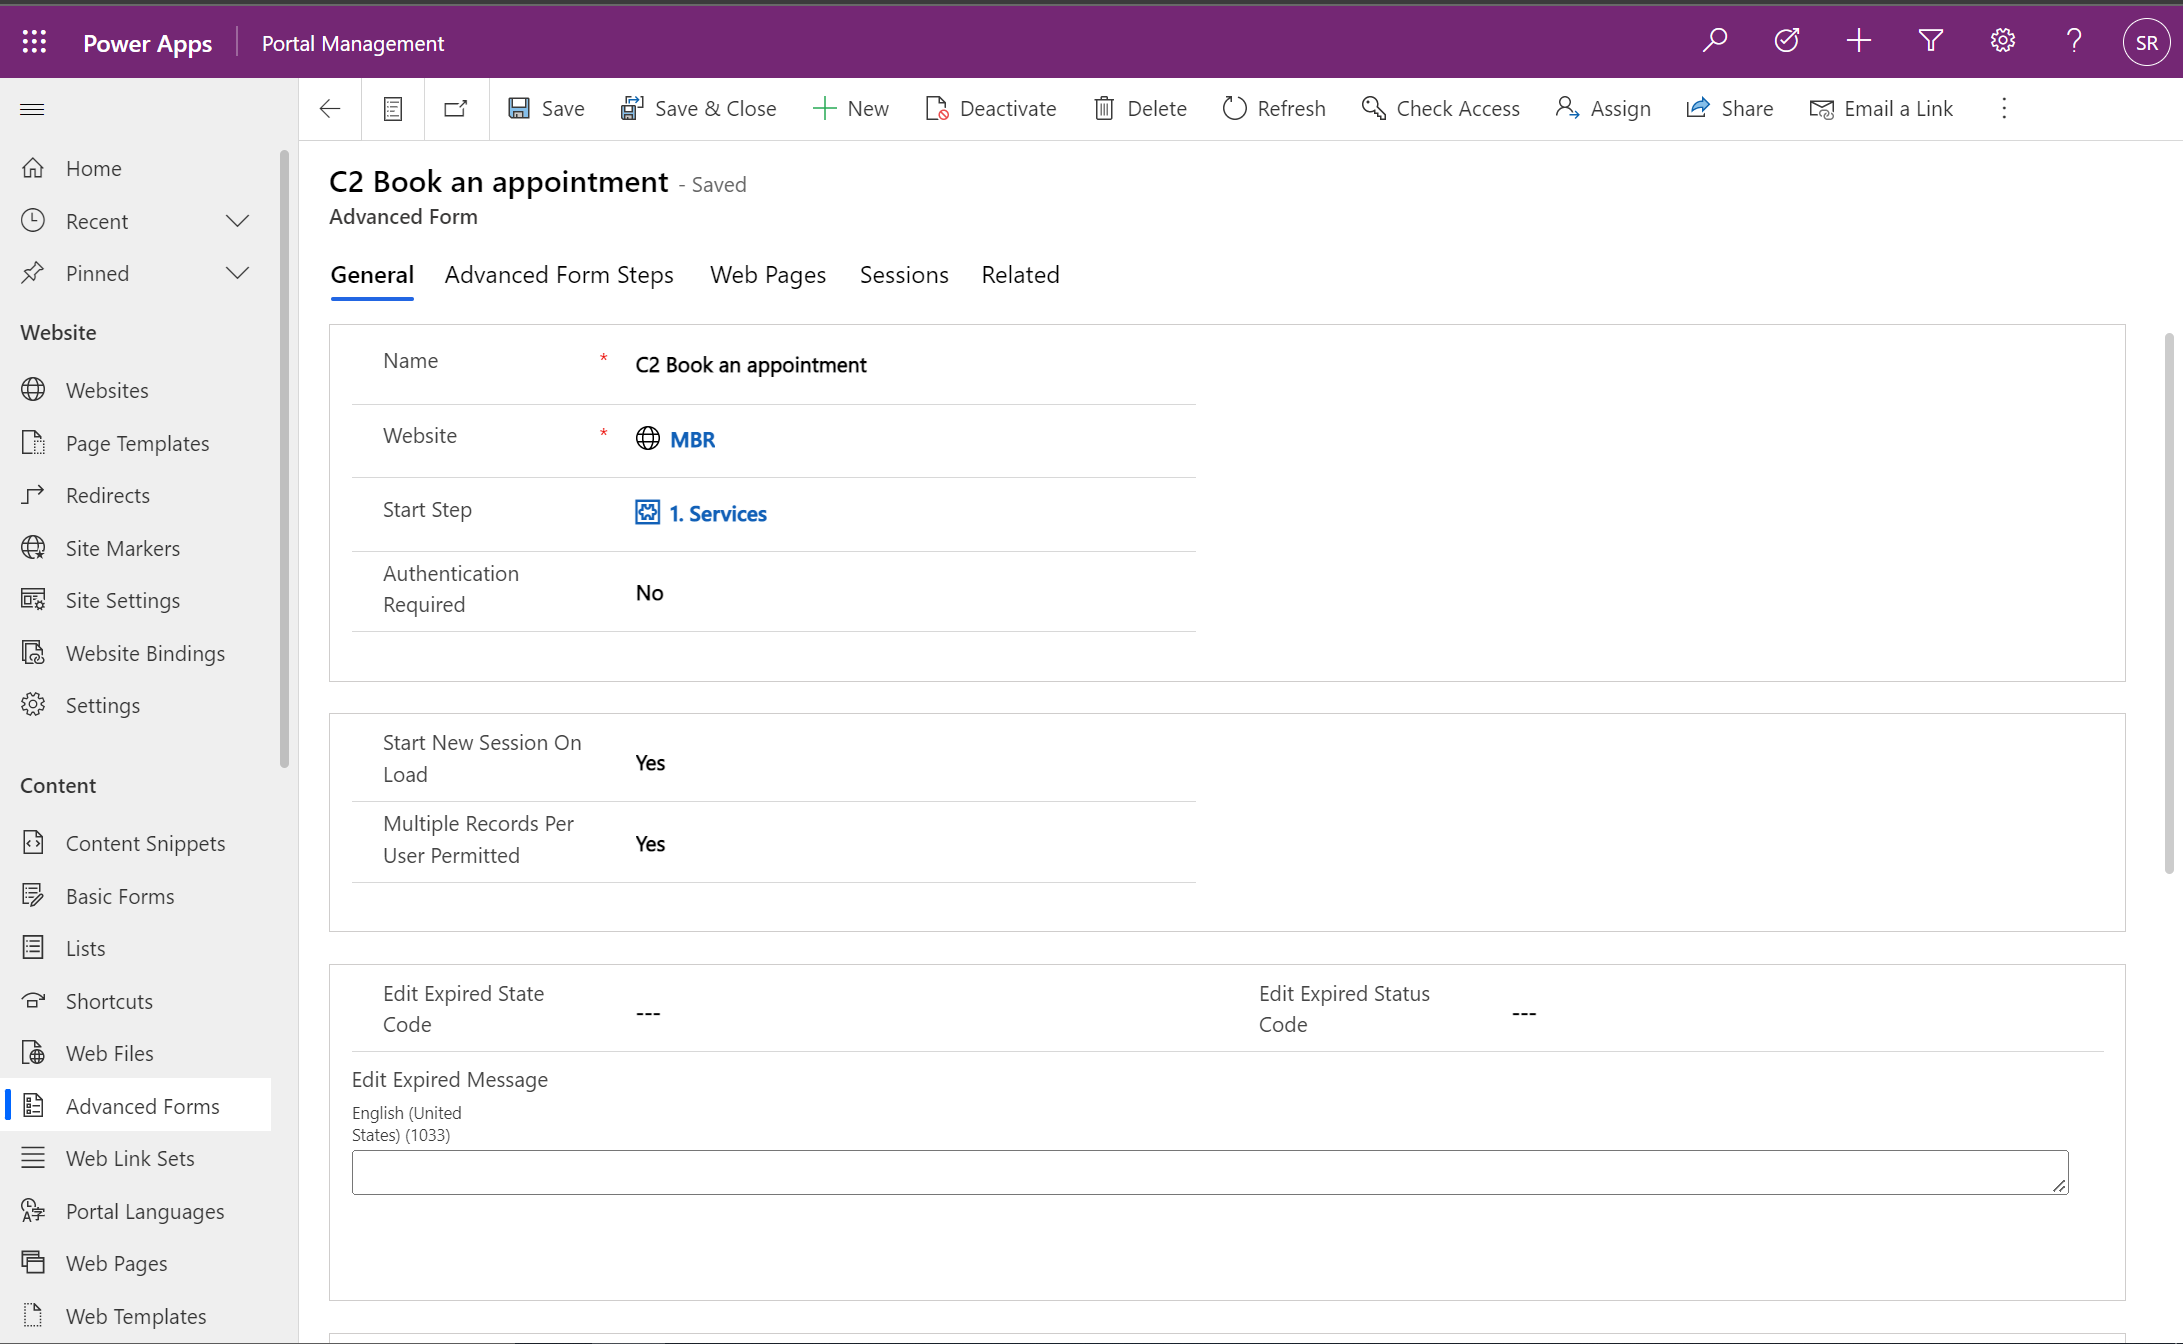 Power Apps
Portal Management
SR
Save
Save & Close
New
Deactivate
Delete
Refresh
Check Access
Assign
Share
Email a Link
Home
Recent
Pinned
Website
Websites
Page Templates
Redirects
Site Markers
Site Settings
Website Bindings
Settings
Content
Content Snippets
Basic Forms
Lists
Shortcuts
Web Files
Advanced Forms
Web Link Sets
Portal Languages
Web Pages
Web Templates
C2 Book an appointment - Saved
Advanced Form
General
Advanced Form Steps
Web Pages
Sessions
Related
Name * C2 Book an appointment
Website * MBR
Start Step 1. Services
Authentication
Required
No
Start New Session On
Load
Yes
Multiple Records Per
User Permitted
Yes
Edit Expired State
Code
---
Edit Expired Status
Code
---
Edit Expired Message
English (United
States) (1033)